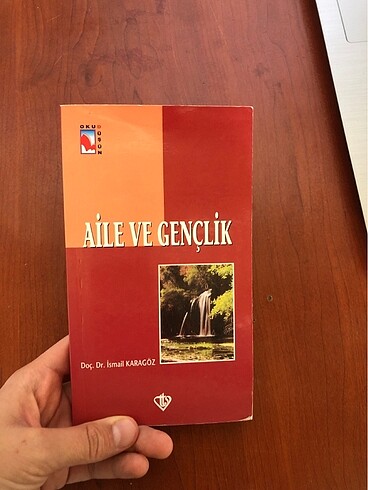 OKU
DÜŞÜN
AİLE VE GENÇLİK
Doç. Dr. İsmail KARAGÖZ